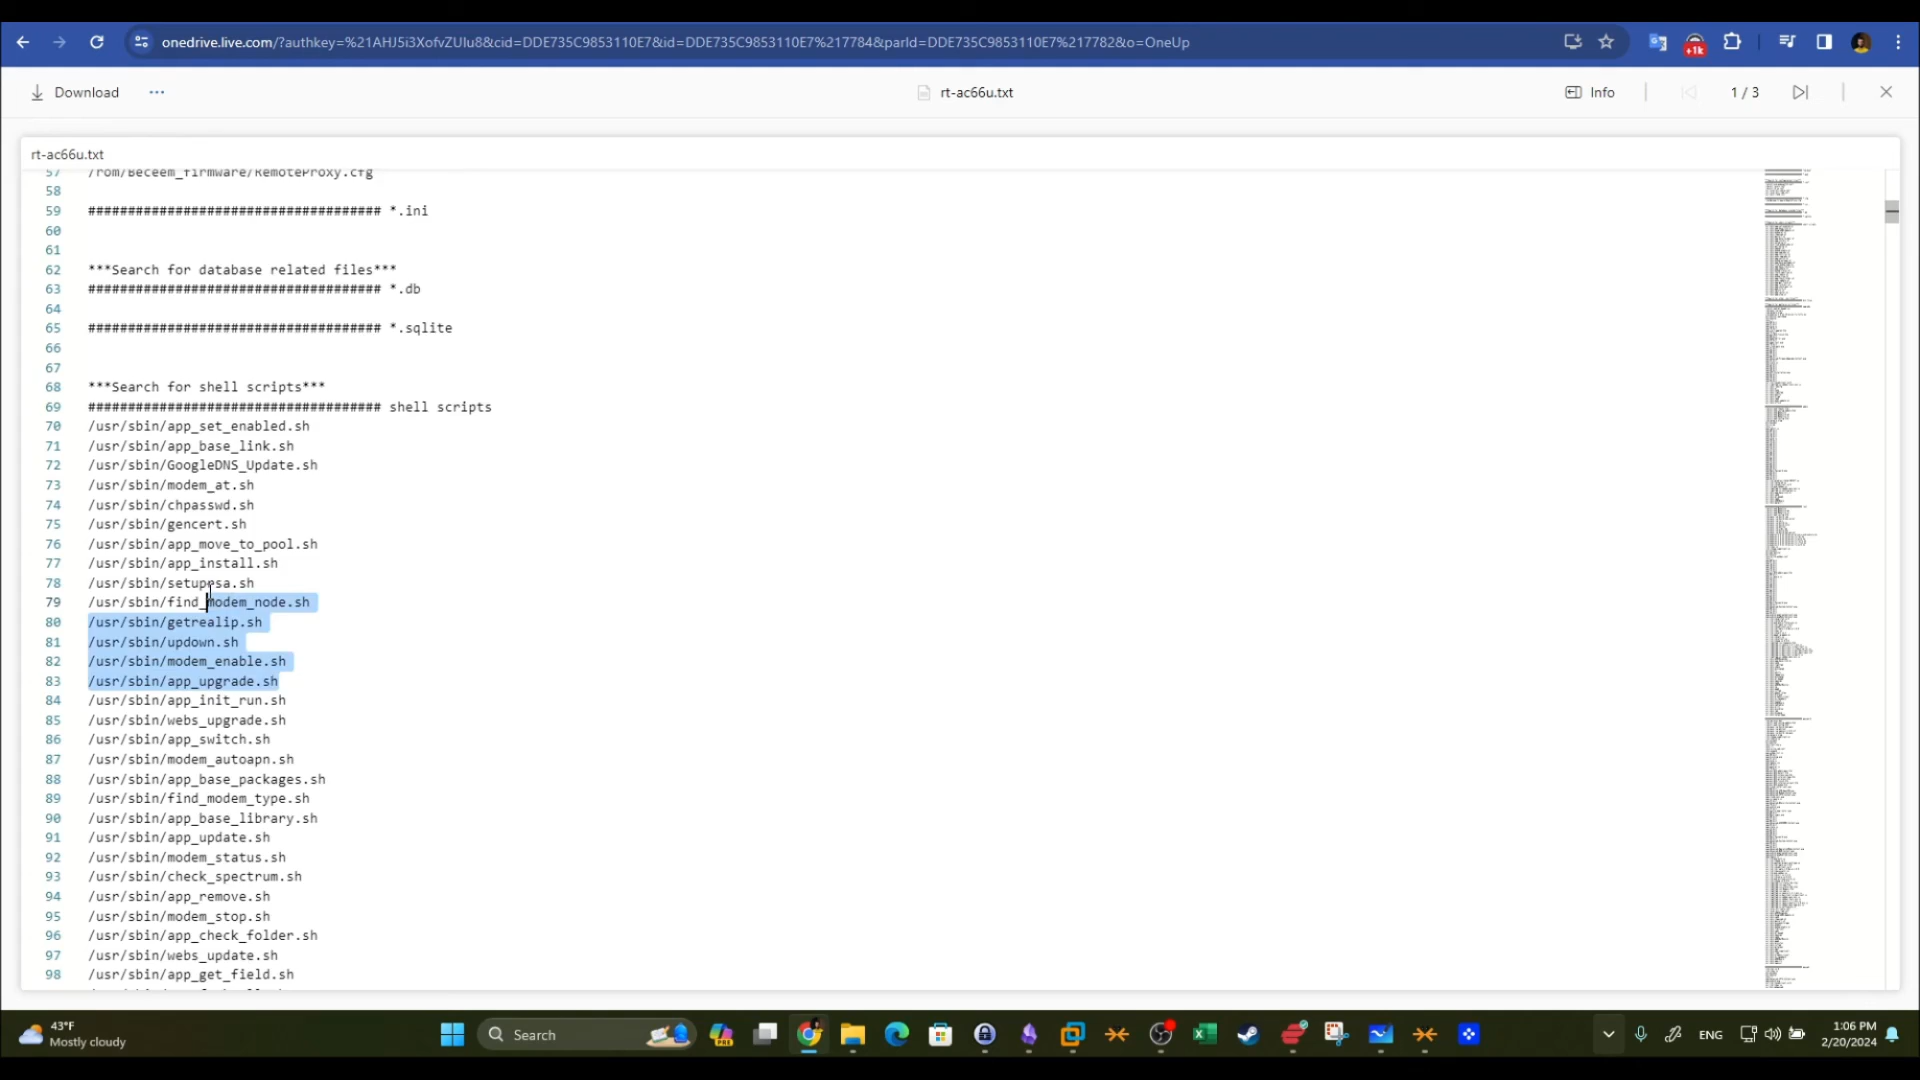 onedrive.live.com/?authkey=%21AHJ5i3XofvZUIu8&cid=DDE735C9853110E7&id=DDE735C9853110E7%217784&parId=DDE735C9853110E7%217782&o=OneUp
+1k
Download
rt-ac66u.txt
Info
1 / 3
rt-ac66u.txt
57 /rom/Beceem_firmware/RemoteProxy.cfg
58
59 ##################################### *.ini
60
61
62 ***Search for database related files***
63 ##################################### *.db
64
65 ##################################### *.sqlite
66
67
68 ***Search for shell scripts***
69 ##################################### shell scripts
70 /usr/sbin/app_set_enabled.sh
71 /usr/sbin/app_base_link.sh
72 /usr/sbin/GoogleDNS_Update.sh
73 /usr/sbin/modem_at.sh
74 /usr/sbin/chpasswd.sh
75 /usr/sbin/gencert.sh
76 /usr/sbin/app_move_to_pool.sh
77 /usr/sbin/app_install.sh
78 /usr/sbin/setupesa.sh
79 /usr/sbin/find_modem_node.sh
80 /usr/sbin/getrealip.sh
81 /usr/sbin/updown.sh
82 /usr/sbin/modem_enable.sh
83 /usr/sbin/app_upgrade.sh
84 /usr/sbin/app_init_run.sh
85 /usr/sbin/webs_upgrade.sh
86 /usr/sbin/app_switch.sh
87 /usr/sbin/modem_autoapn.sh
88 /usr/sbin/app_base_packages.sh
89 /usr/sbin/find_modem_type.sh
90 /usr/sbin/app_base_library.sh
91 /usr/sbin/app_update.sh
92 /usr/sbin/modem_status.sh
93 /usr/sbin/check_spectrum.sh
94 /usr/sbin/app_remove.sh
95 /usr/sbin/modem_stop.sh
96 /usr/sbin/app_check_folder.sh
97 /usr/sbin/webs_update.sh
98 /usr/sbin/app_get_field.sh
43°F
Mostly cloudy
Search
ENG
1:06 PM
2/20/2024